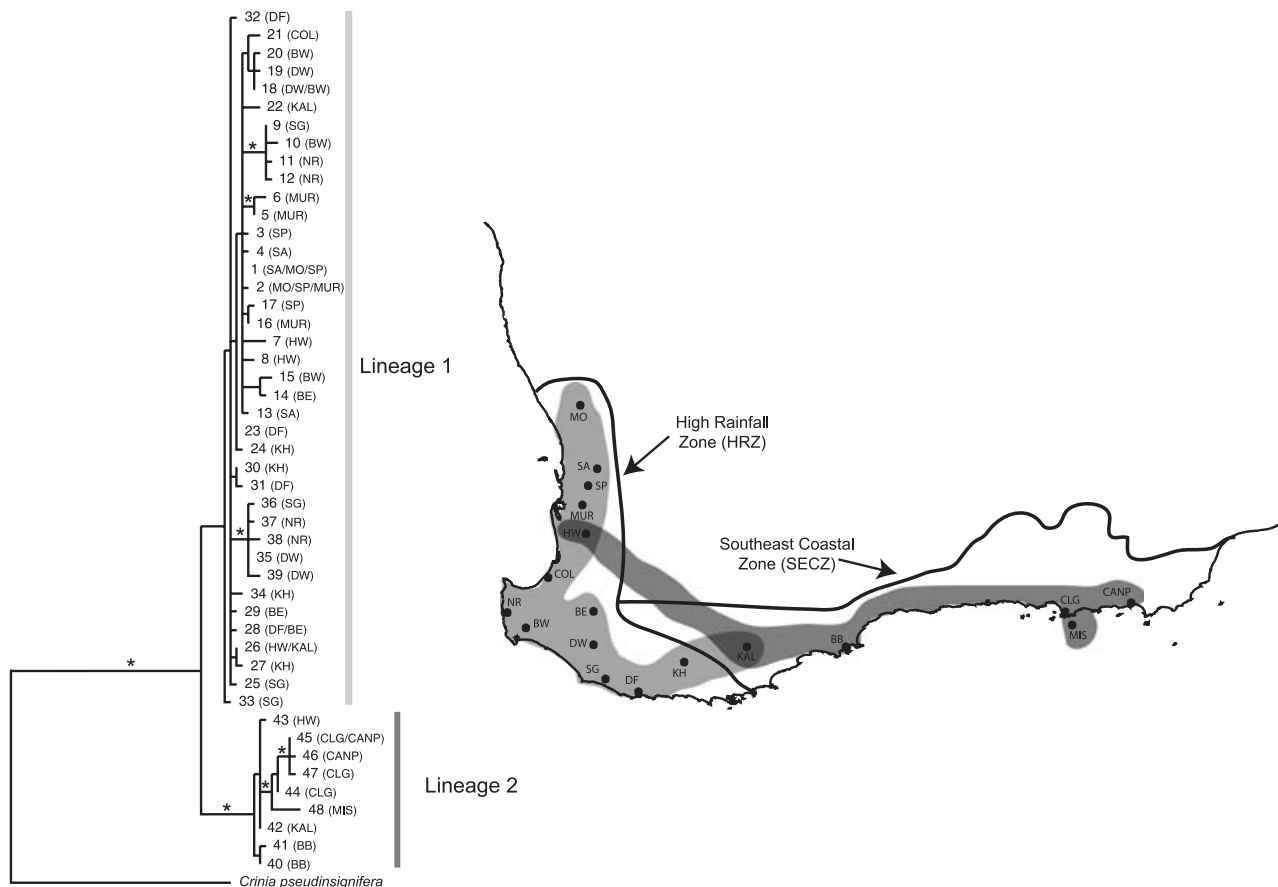 32 (DF)
21 (COL)
20 (BW)
19 (DW)
18 (DW/BW)
22 (KAL)
9 (SG)
*
10 (BW)
11 (NR)
12 (NR)
*
6 (MUR)
5 (MUR)
3 (SP)
4 (SA)
1 (SA/MO/SP)
2 (MO/SP/MUR)
17 (SP)
16 (MUR)
7 (HW)
8 (HW)
15 (BW)
14 (BE)
13 (SA)
23 (DF)
24 (KH)
30 (KH)
31 (DF)
36 (SG)
*
37 (NR)
38 (NR)
35 (DW)
39 (DW)
34 (KH)
29 (BE)
28 (DF/BE)
26 (HW/KAL)
*
27 (KH)
25 (SG)
33 (SG)
Lineage 1
43 (HW)
45 (CLG/CANP)
*
46 (CANP)
47 (CLG)
*
44 (CLG)
48 (MIS)
*
42 (KAL)
41 (BB)
40 (BB)
Lineage 2
Crinia pseudinsignifera
MO
SA
SP
MUR
HW
COL
NR
BW
BE
DW
SG
DF
KH
KAL
BB
CLG
MIS
CANP
High Rainfall
Zone (HRZ)
Southeast Coastal
Zone (SECZ)